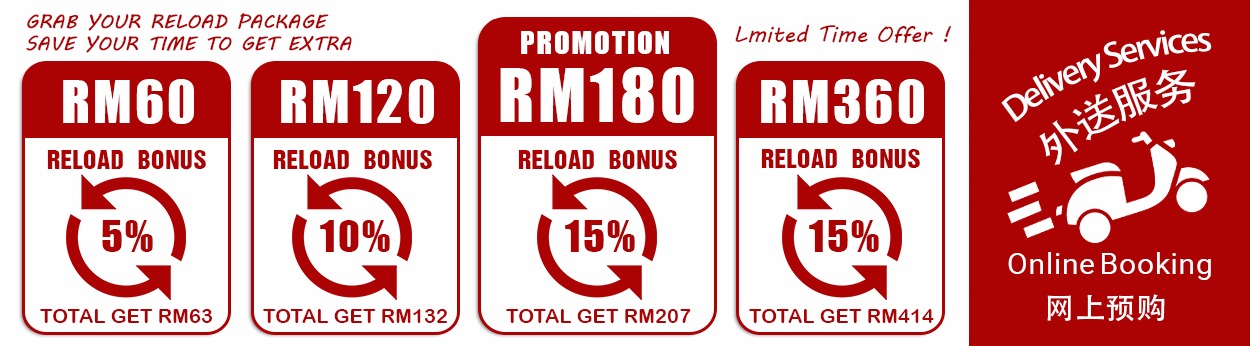 GRAB YOUR RELOAD PACKAGE
SAVE YOUR TIME TO GET EXTRA
RM60
RELOAD BONUS
5%
TOTAL GET RM63
RM120
RELOAD BONUS
10%
TOTAL GET RM132
PROMOTION
RM180
RELOAD BONUS
15%
TOTAL GET RM207
Lmited Time Offer !
RM360
RELOAD BONUS
15%
TOTAL GET RM414
Delivery Services
外送服务
Online Booking
网上预购